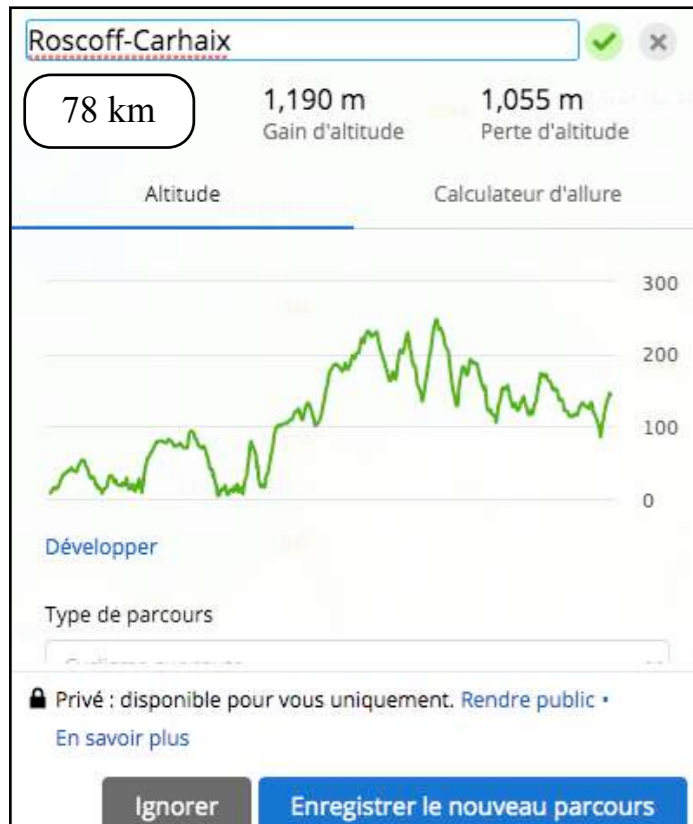 Roscoff-Carhaix
78 km
1,190 m
Gain d'altitude
1,055 m
Perte d'altitude
Altitude
Calculateur d'allure
300
200
100
0
Développer
Type de parcours
Privé : disponible pour vous uniquement. Rendre public •
En savoir plus
Ignorer
Enregistrer le nouveau parcours